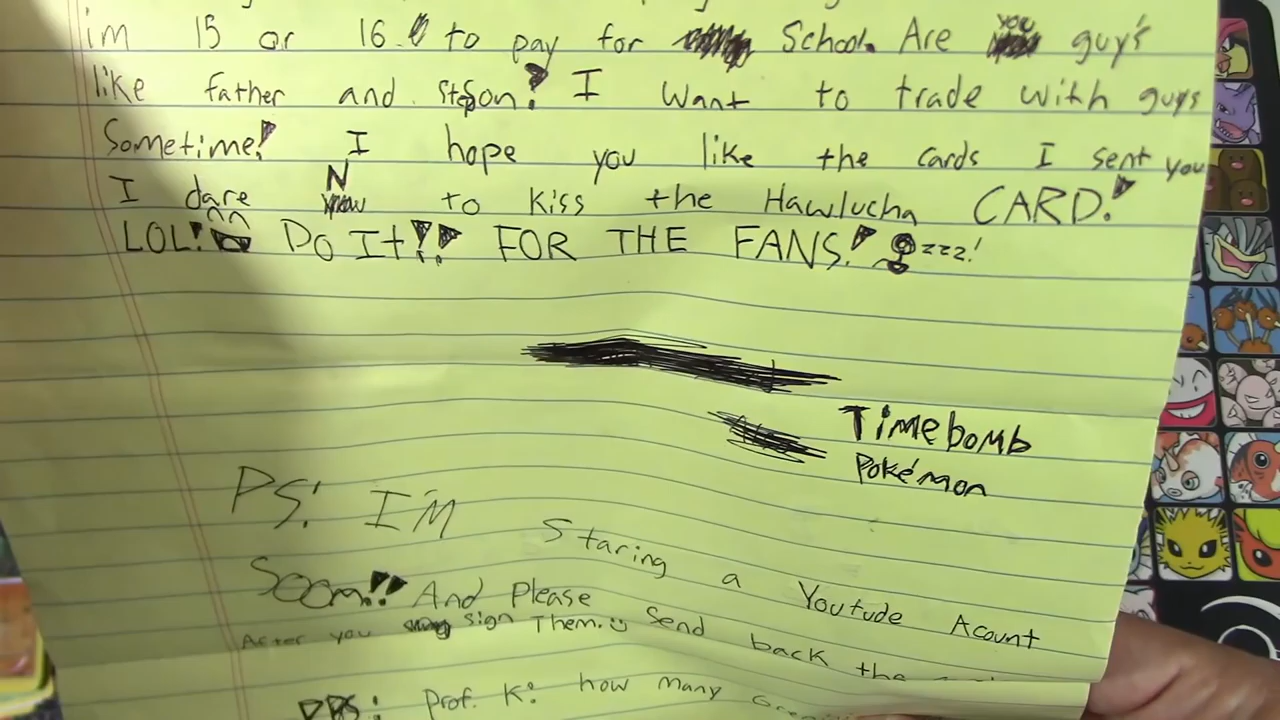 im 15 or 16. to pay for School. Are you guy's
like father and stepson? I want to trade with guys
Sometime! I hope you like the cards I sent you
I dare N to kiss the Hawlucha CARD!
LOL! DO It!! FOR THE FANS! zzz!
Timebomb
Pokémon
PS: I'M Staring a Youtude Acount
Soom!! And Please Send back the
After you sign Them.
PPS: Prof. K: how many